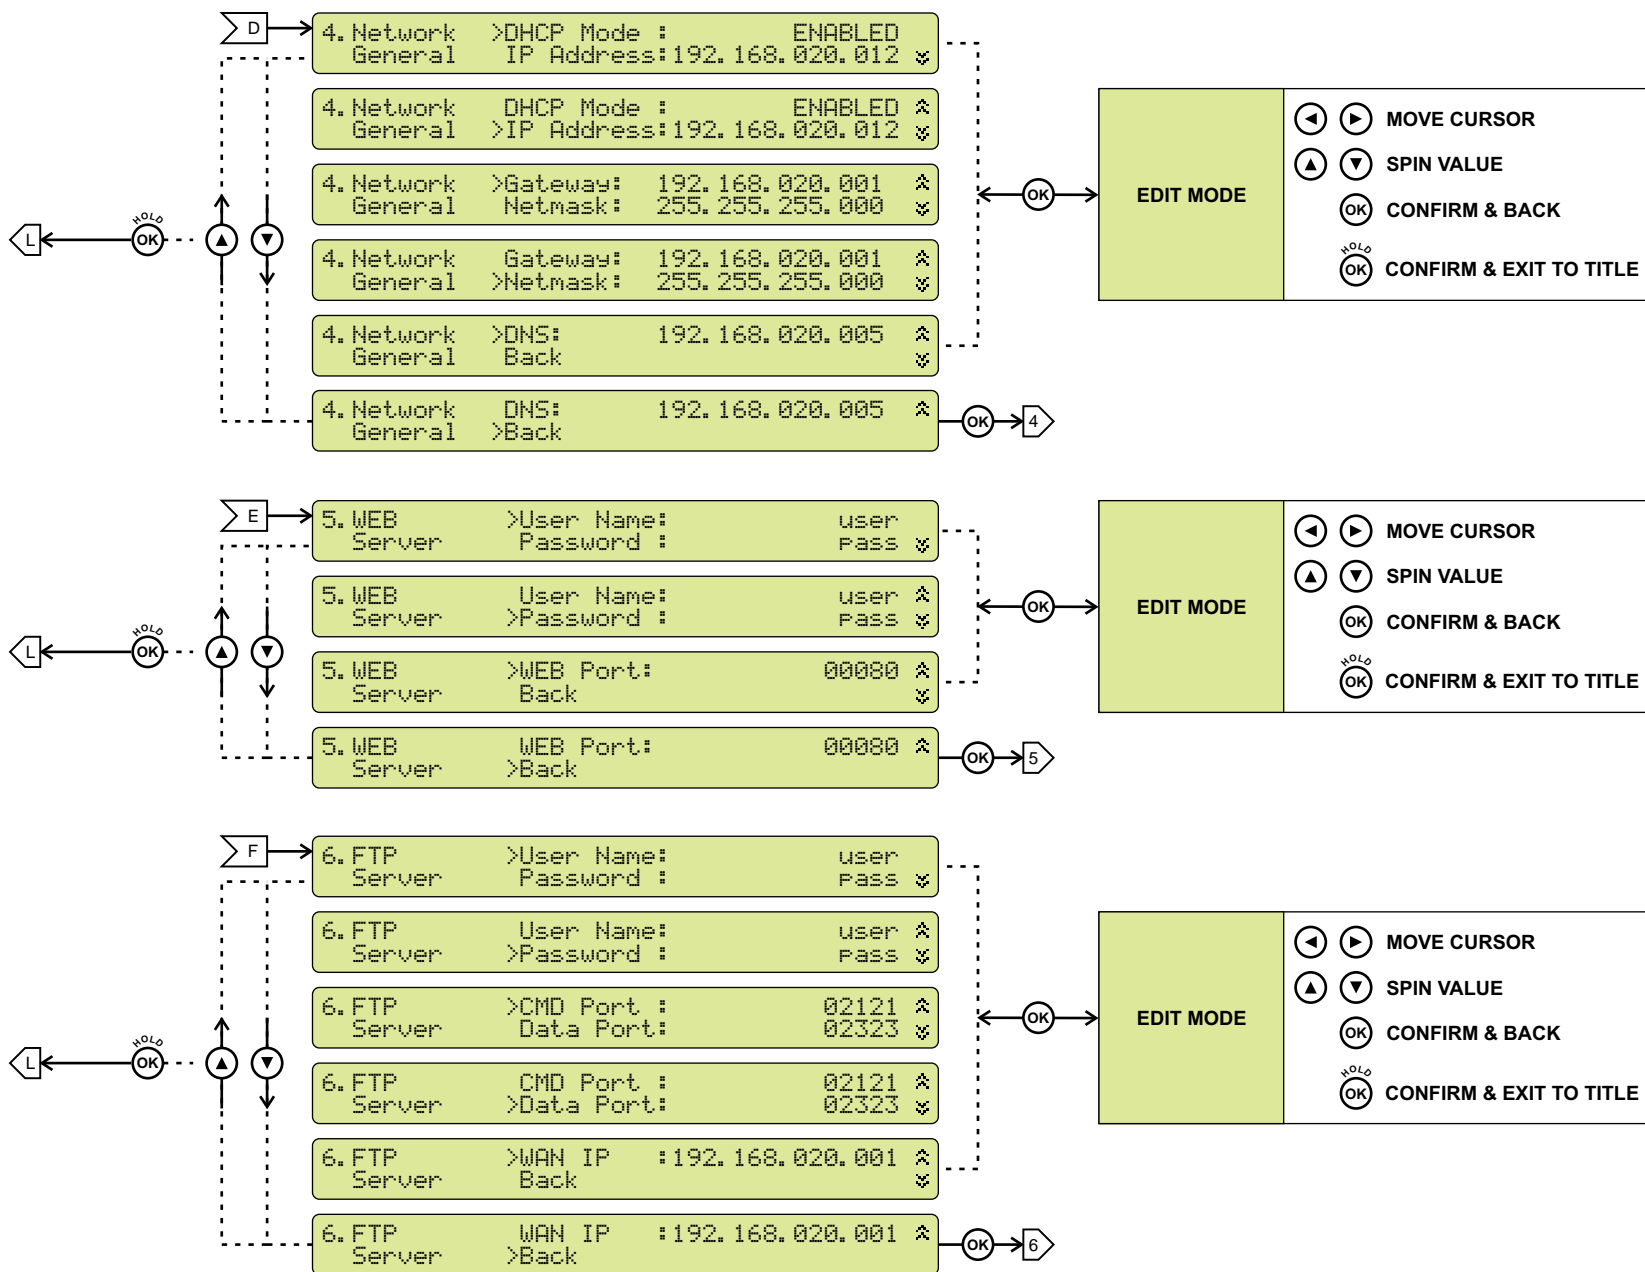 D
4.Network >DHCP Mode : ENABLED
General IP Address:192.168.020.012
4.Network DHCP Mode : ENABLED
General >IP Address:192.168.020.012
4.Network >Gateway: 192.168.020.001
General Netmask: 255.255.255.000
4.Network Gateway: 192.168.020.001
General >Netmask: 255.255.255.000
4.Network >DNS: 192.168.020.005
General Back
4.Network DNS: 192.168.020.005
General >Back
L
HOLD
OK
OK
4
OK
EDIT MODE
MOVE CURSOR
SPIN VALUE
OK CONFIRM & BACK
HOLD
OK CONFIRM & EXIT TO TITLE
E
5.WEB >User Name: user
Server Password : pass
5.WEB User Name: user
Server >Password : pass
5.WEB >WEB Port: 00080
Server Back
5.WEB WEB Port: 00080
Server >Back
L
HOLD
OK
OK
5
OK
EDIT MODE
MOVE CURSOR
SPIN VALUE
OK CONFIRM & BACK
HOLD
OK CONFIRM & EXIT TO TITLE
F
6.FTP >User Name: user
Server Password : pass
6.FTP User Name: user
Server >Password : pass
6.FTP >CMD Port : 02121
Server Data Port: 02323
6.FTP CMD Port : 02121
Server >Data Port: 02323
6.FTP >WAN IP :192.168.020.001
Server Back
6.FTP WAN IP :192.168.020.001
Server >Back
L
HOLD
OK
OK
6
OK
EDIT MODE
MOVE CURSOR
SPIN VALUE
OK CONFIRM & BACK
HOLD
OK CONFIRM & EXIT TO TITLE